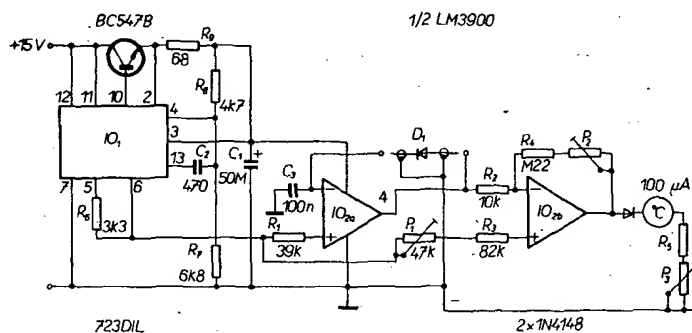 BC547B
1/2 LM3900
+15V
R9
68
12
11
10
2
4
R8
4k7
3
IO1
13
C2
470
C1
+
50M
7
5
6
R6
3k3
R7
6k8
C3
100n
R1
39k
IO2a
4
D1
R2
10k
R4
M22
P2
P1
47k
R3
82k
IO2b
100 µA
°C
R5
P3
-
+
-
+
–
723DIL
2×1N4148